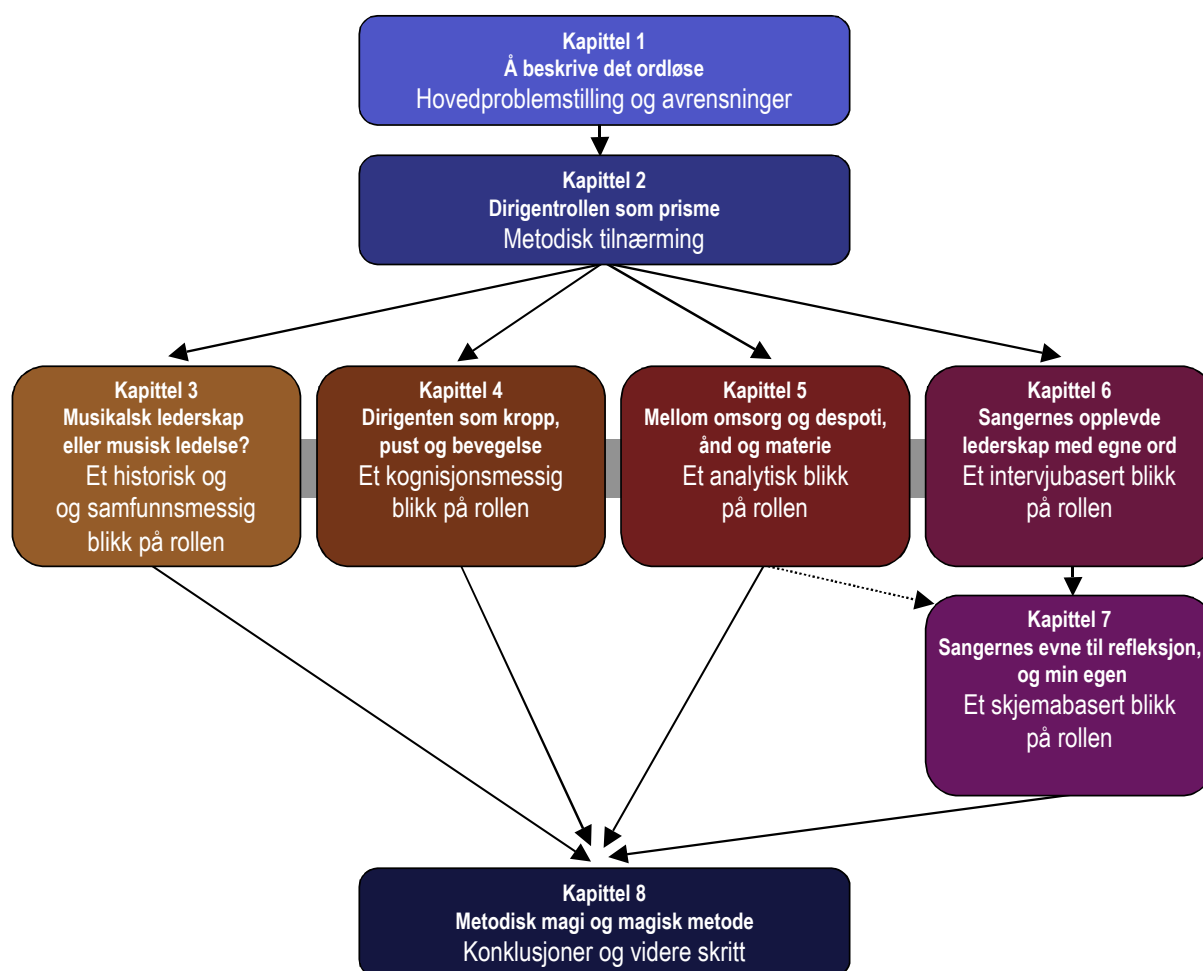 Kapittel 1
Å beskrive det ordløse
Hovedproblemstilling og avrensninger
Kapittel 2
Dirigentrollen som prisme
Metodisk tilnærming
Kapittel 3
Musikalsk lederskap
eller musisk ledelse?
Et historisk og
og samfunnsmessig
blikk på rollen
Kapittel 4
Dirigenten som kropp,
pust og bevegelse
Et kognisjonsmessig
blikk på rollen
Kapittel 5
Mellom omsorg og despoti,
ånd og materie
Et analytisk blikk
på rollen
Kapittel 6
Sangernes opplevde
lederskap med egne ord
Et intervjubasert blikk
på rollen
Kapittel 7
Sangernes evne til refleksjon,
og min egen
Et skjemabasert blikk
på rollen
Kapittel 8
Metodisk magi og magisk metode
Konklusjoner og videre skritt